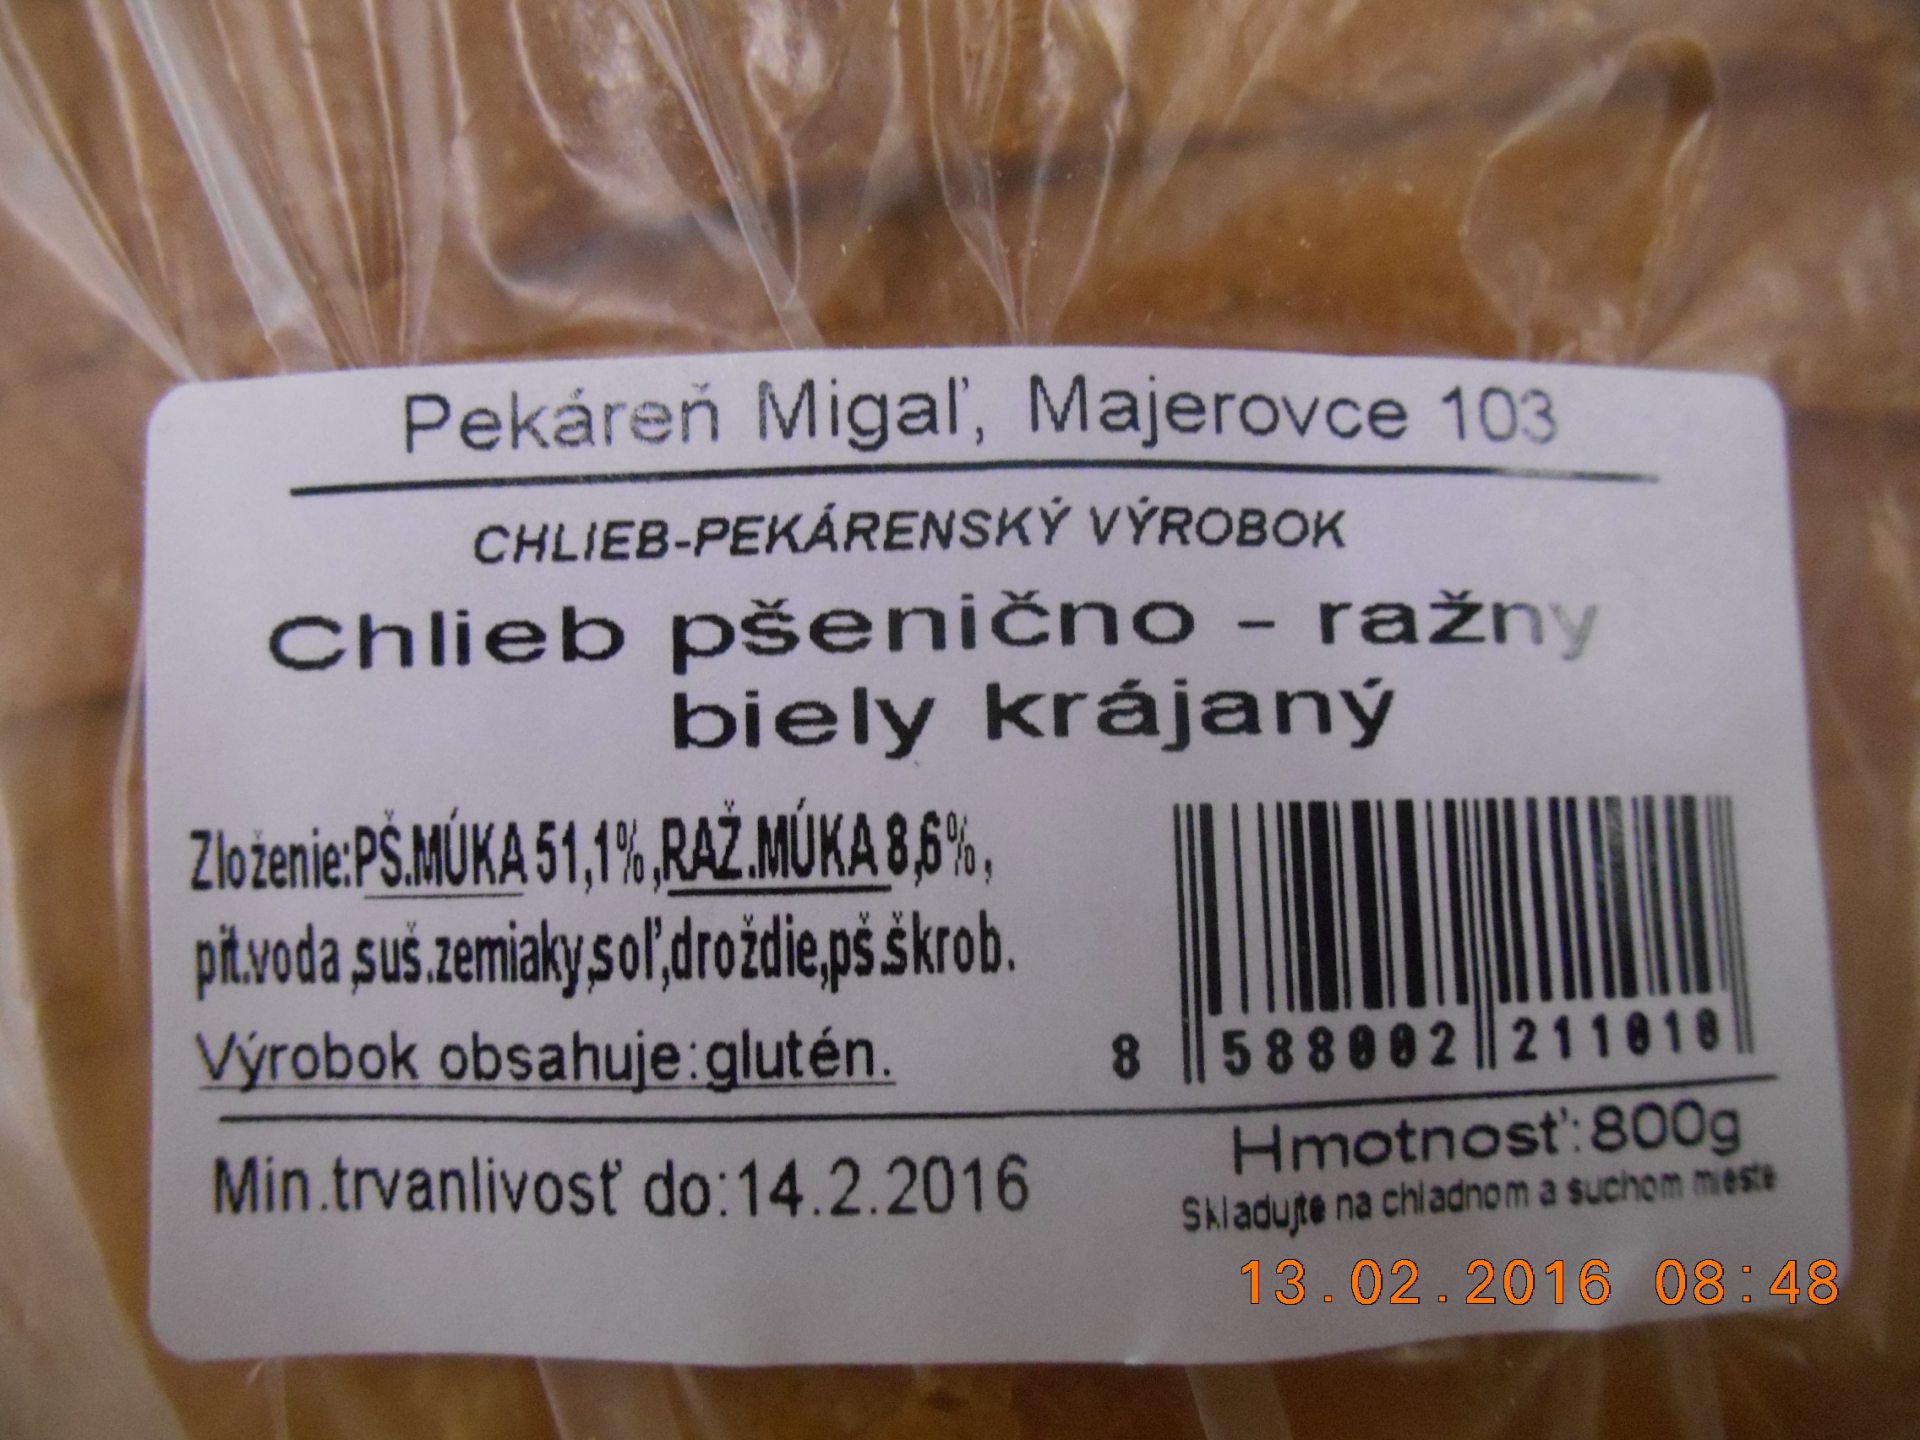 Pekáreň Migaľ, Majerovce 103
CHLIEB-PEKÁRENSKÝ VÝROBOK
Chlieb pšenično - ražny
biely krájaný
Zloženie:PŠ.MÚKA 51,1%,RAŽ.MÚKA 8,6%,
pit.voda,suš.zemiaky,soľ,droždie,pš.škrob.
Výrobok obsahuje:glutén.
8 588002 211010
Min.trvanlivosť do:14.2.2016
Hmotnosť:800g
Skladujte na chladnom a suchom mieste
13.02.2016 08:48